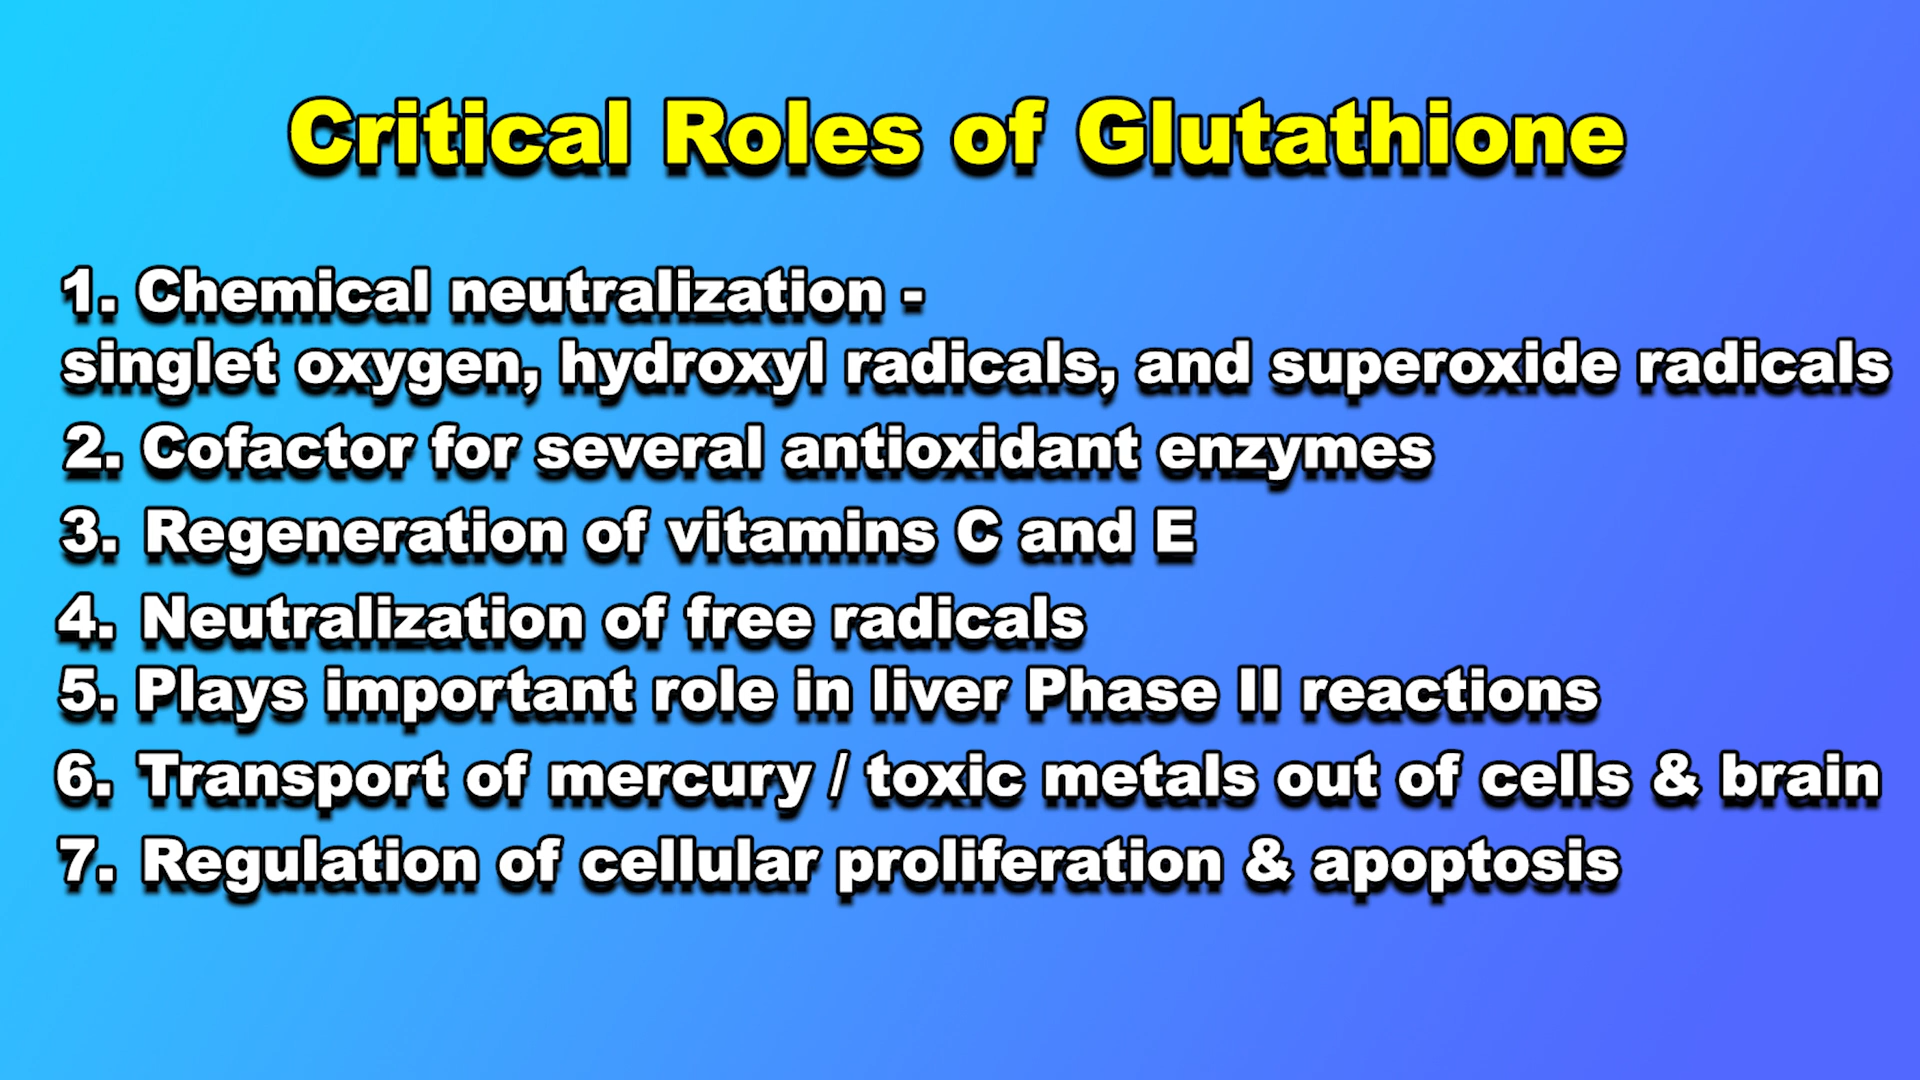 Critical Roles of Glutathione
1. Chemical neutralization -
singlet oxygen, hydroxyl radicals, and superoxide radicals
2. Cofactor for several antioxidant enzymes
3. Regeneration of vitamins C and E
4. Neutralization of free radicals
5. Plays important role in liver Phase II reactions
6. Transport of mercury / toxic metals out of cells & brain
7. Regulation of cellular proliferation & apoptosis